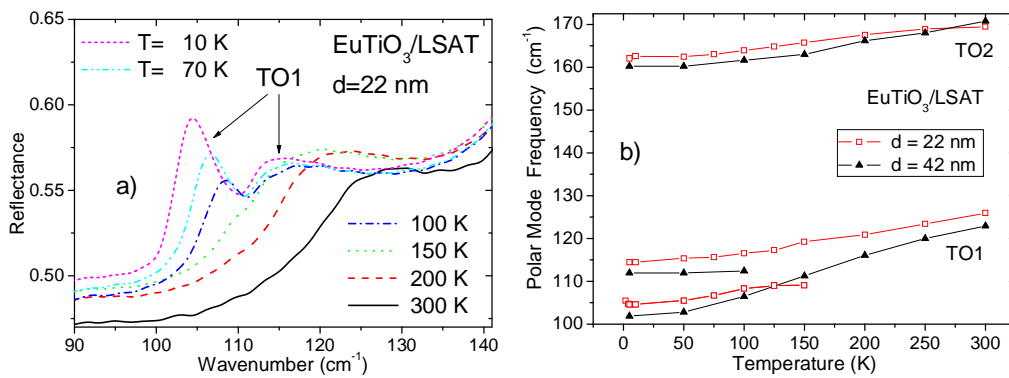 0.65
0.60
0.55
0.50
90
100
110
120
130
140
Reflectance
Wavenumber (cm⁻¹)
T= 10 K
T= 70 K
EuTiO₃/LSAT
d=22 nm
TO1
a)
100 K
150 K
200 K
300 K
170
160
150
140
130
120
110
100
0
50
100
150
200
250
300
Polar Mode Frequency (cm⁻¹)
Temperature (K)
TO2
EuTiO₃/LSAT
d = 22 nm
d = 42 nm
b)
TO1